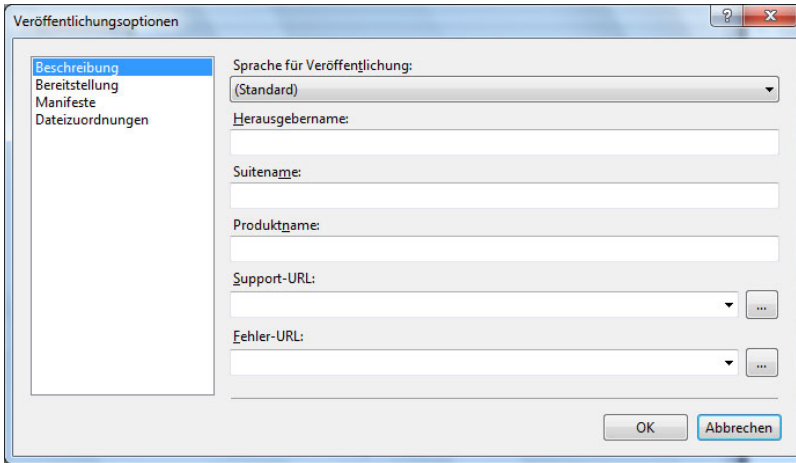 Veröffentlichungsoptionen
?
Beschreibung
Bereitstellung
Manifeste
Dateizuordnungen
Sprache für Veröffentlichung:
(Standard)
Herausgebername:
Suitename:
Produktname:
Support-URL:
...
Fehler-URL:
...
OK
Abbrechen